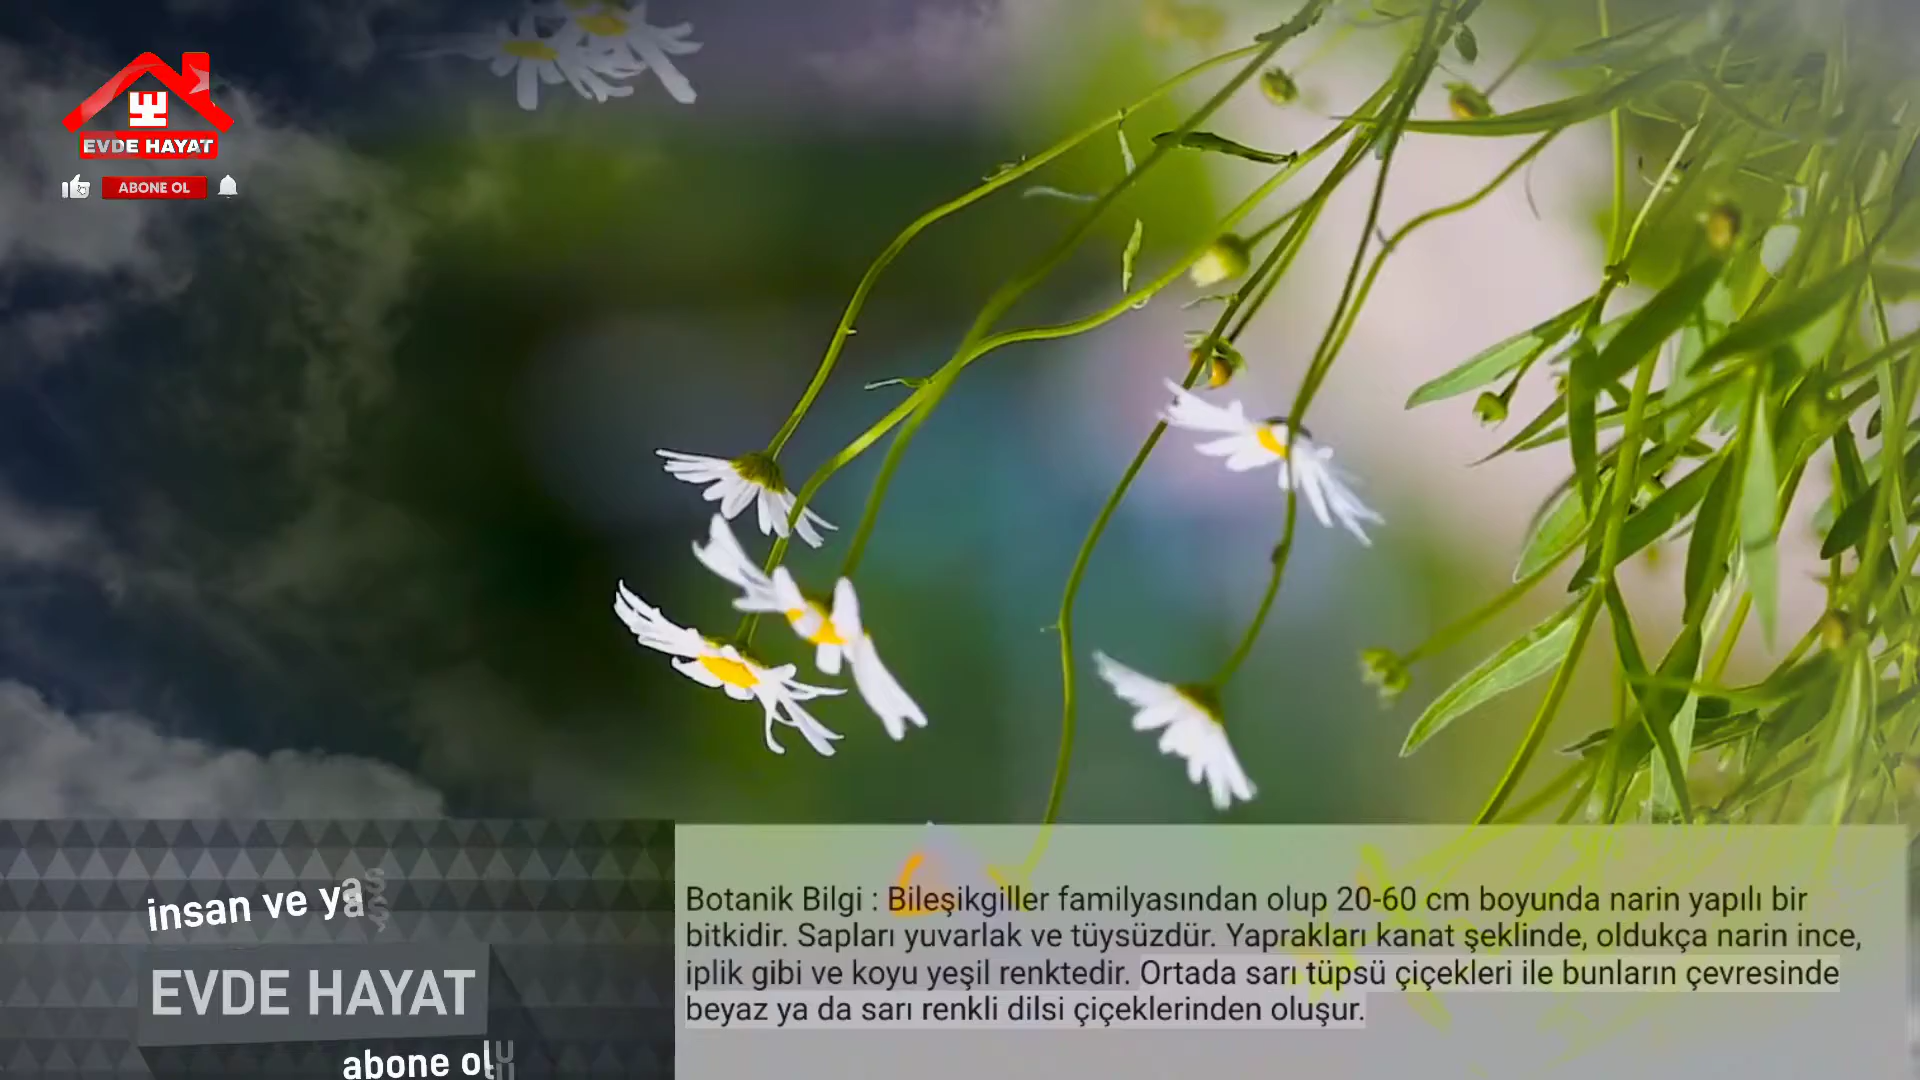 EVDE HAYAT
ABONE OL
insan ve
EVDE HAYAT
abone ol
Botanik Bilgi : Bileşikgiller familyasından olup 20-60 cm boyunda narin yapılı bir
bitkidir. Sapları yuvarlak ve tüysüzdür. Yaprakları kanat şeklinde, oldukça narin ince,
iplik gibi ve koyu yeşil renktedir. Ortada sarı tüpsü çiçekleri ile bunların çevresinde
beyaz ya da sarı renkli dilsi çiçeklerinden oluşur.